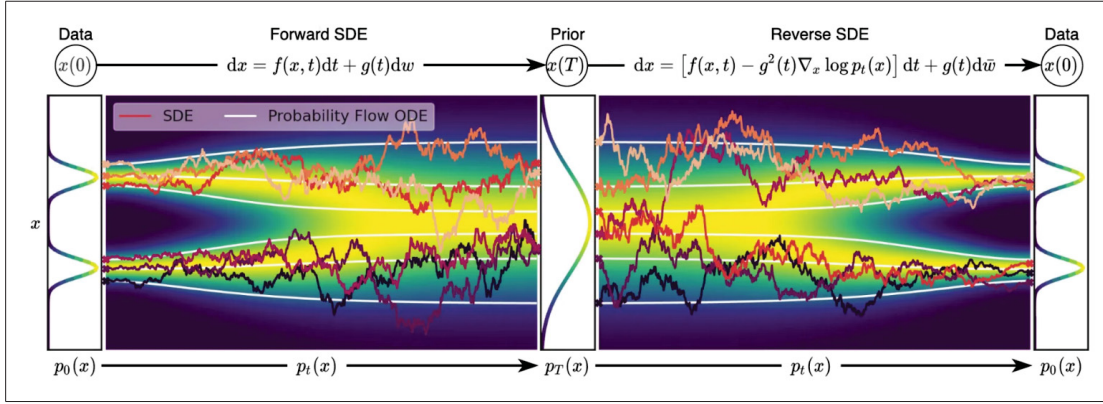 Data Forward SDE Prior Reverse SDE Data
x(0) dx = f(x, t)dt + g(t)dw x(T) dx = [f(x, t) − g²(t)∇ₓ log pₜ(x)] dt + g(t)dw̄ x(0)
SDE Probability Flow ODE
x
p₀(x) pₜ(x) p_T(x) pₜ(x) p₀(x)